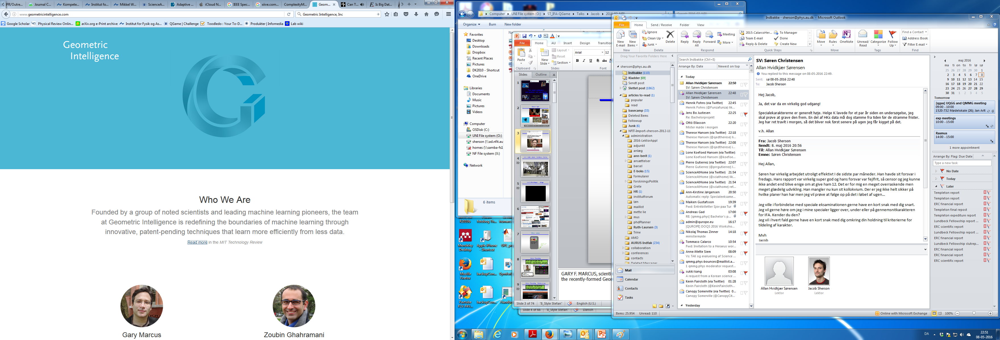 PR/Outre...
Journal C...
Kompete...
Institut fo...
Mikkel W...
ScienceA...
Adaptive ...
iCloud N...
IEEE Spec...
xiive.com...
ComplexityM...
Geom...
Can T...
Is Big Dat...
www.geometricintelligence.com
Geometric Intelligence, Inc
Google Scholar
Physical Review Onlin...
arXiv.org e-Print archive
Institut for Fysik og As...
QGame | Challenge
Toodledo : Your To-D...
Produkter | Infomedia
Lab wiki
Geometric
Intelligence
Who We Are
Founded by a group of noted scientists and leading machine learning pioneers, the team
at Geometric Intelligence is redefining the boundaries of machine learning through
innovative, patent-pending techniques that learn more efficiently from less data.
Read more in the MIT Technology Review
Gary Marcus
Zoubin Ghahramani
Computer
UNI File system (O:)
ST_IFA-QGame
Talks
Jacob
Organize
Burn
New folder
Favorites
Desktop
Downloads
Dropbox
Recent Places
Pictures
DK2010 - Shortcut
OneDrive
Libraries
Documents
Music
Pictures
Videos
Computer
OSDisk (C:)
UNI File system (O:)
sherson (\\ad.nfit.au
homes (\\samba-fs1
NF File system (X:)
Network
6 items
R2010b
fotobog Th...
humans
Mendeley
Desktop
Apple iPhone
- Shortcut
GPE_pr
Mozilla
Firefox
backupCon...
Pavtube
FLV-F4V...
backupCon...
File
Home
AU
Insert
Design
Transition
Paste
Clipboard
New
Slide
Layout
Reset
Section
Slides
Arial
12
B I U S abc
Font
Slides
Outline
1
2
3
4
5
6
7
8
9
GARY F. MARCUS, scienti
the recently-formed Geo
Slide 3 of 74
"8_Style Stefan"
English (U.S.)
Slide 4 of 66
"8_Style Stefan"
Danish
Indbakke - sherson@phys.au.dk - Microsoft Outlook
File
Home
Send / Receive
Folder
View
New
E-mail
New
Items
New
Ignore
Clean Up
Junk
Delete
Delete
Reply
Reply
All
Forward
Meeting
More
Respond
2015-CalarcoHer...
Team E-mail
Reply & Delete
To Manager
Done
Create New
Quick Steps
Move
Rules
OneNote
Move
Unread/
Read
Categorize
Follow
Up
Tags
Find a Contact
Address Book
Filter E-mail
Find
Drag Your Favorite Folders Here
sherson@phys.au.dk
Indbakke (110)
Kladder [69]
Sendt post
Slettet post (1862)
articles to-read (1)
popular
read
basecamp (33)
Deleted Items
followup
Junk (6)
NFIT-Import-sherson-2012-11
administration
2016-LektorAppl
adjunkt
anlæg
ann-berit (1)
ansættelser
barsel
E-boks (15)
formularer
forskningsPolitik
Grete
HR (1)
institutforum
løn
maillist
mette lie
mus
phdPlanner
Ruth-Laursen (3)
Trine
AMO
AURUS-Indfak (234)
collaboration
conferences
contacts
Deleted Messages
Mail
Calendar
Contacts
Tasks
Search Indbakke (Ctrl+E)
Arrange By: Date
Newest on top
Today
Allan Hvidkjær Sørensen 22:50
SV: Søren Christensen
Allan Hvidkjær Sørensen 22:48
SV: Søren Christensen
Henrik Fohns (via Twitter) 22:45
Henrik Fohns (@Funzafunza) lik...
Jens Bo Justesen 22:25
Re: Bachelorprojekt
Ottó Elíasson 22:20
Mister møde i morgen
Therese Hansen (via Twitter) 22:18
Therese Hansen (@qedtherese) li...
Therese Hansen (via Twitter) 22:08
Therese Hansen (@qedtherese) i...
Lone Koefoed Hansen (via Twitter)
Lone Koefoed Hansen (@koefoe...
Pierre Gutierrez (via Twitter) 22:07
Pierre Gutierrez (@prrgutierrez) l...
ScienceAtHome (via Twitter) 21:54
ScienceAtHome (@sciathome) lik...
ScienceAtHome (via Twitter) 21:54
ScienceAtHome (@sciathome) ret...
Ann-Kirstine Jørgensen 20:50
Automatic reply: Specialeeksame...
Maiken Gustafsson 19:39
Fwd: Entrébilletter Sjov paa Tur
Andreas Gad 17:00
RE: [qmmg.phys] Bachelor's p...
admin@qurope.eu 16:17
[QUROPE] DOQS 2016 Worksho...
Nikolaj Thomas Zinner 14:18
ministermøde
Tommaso Calarco 10:54
Fwd: Invitation to a Heraeus wor...
Anne-Mette Siem 08:09
Vs: TAK og evaluering af Science ...
qmmg.phys-bounces@maillist.a...
1 qmmg.phys moderator request...
sukki kang 03:08
A request from a Korean science ...
Kevin Faircloth (via Twitter) 01:28
Kevin Faircloth (@KevinFaircloth...
Canopy Somerville (via Twitter) 0...
Canopy Somerville (@CanopyCit...
Yesterday
SV: Søren Christensen
Allan Hvidkjær Sørensen
You replied to this message on 08-05-2016 22:49.
Sent: sø 08-05-2016 22:48
To: Jacob Sherson
Hej Jacob,
Ja, det var da en virkelig god udgang!
Specialekaraktererne er generelt høje. Helge K lavede for et par år siden en undersøgelse, jeg
skal prøve at grave den frem. En del af HKs data må dog stamme fra tiden før de stramme frister.
Jeg har ret travlt i morgen, så det bliver nok først senere på ugen jeg får kigget på det.
v.h. Allan
Fra: Jacob Sherson
Sendt: 8. maj 2016 20:56
Til: Allan Hvidkjær Sørensen
Emne: Søren Christensen
Hej Allan,
Søren har virkelig arbejdet utroligt effektivt I de sidste par måneder. Han havde sit forsvar i
fredags. Hans rapport var virkelig super god og hans forsvar var fejlfrit, så censor og jeg kunne
ikke andet end blive enige om at give ham 12. Det er for mig en meget overraskende men
meget glædelig udvikling. Han mangler nu kun sit kollokvium. Der er jeg ikke helt sikker på
hvilke planer han har men jeg vil prøve at følge op på det i løbet af ugen...
Jeg ville i forbindelse med speciale eksaminationen gerne have en kort snak med dig snart.
Jeg vil gerne høre om jeg i mine specialer ligger over, under eller på gennemsnitkarakteren
for IFA. Kender du den?
Jeg vil i hvert fald gerne have en kort snak med dig omkring din holdning til kriterierne for
tildeling af karakter.
Mvh
Jacob
Allan Hvidkjær Sørensen
Lektor
Jacob Sherson
Lektor
maj 2016
ma ti on to fr lø sø
25 26 27 28 29 30 1
2 3 4 5 6 7 8
9 10 11 12 13 14 15
16 17 18 19 20 21 22
23 24 25 26 27 28 29
30 31 1 2 3 4 5
Tomorrow
[qgas] UQGG and QMMG meeting
09:00 - 10:00
1520-732 Mødelokale (26); Jan Arlt
exp meetings
10:00 - 15:00
Rasmus
14:00 - 15:00
1 more appointment
Arrange By: Flag: Due Date
Type a new task
No Date
Today
Later
Templeton report
Templeton report
ERC financial report
Templeton final repost
Templeton expediture report
Lundbeck Fellowship report ...
ERC scientific report
Lundbeck Fellowship report ...
ERC financial report
Lundbeck Fellowship slutrep...
ERC financial report
ERC financial report
ERC scientific report
Items: 25.954
Unread: 110
Online with Microsoft Exchange
100%
DA
22:51
08-05-2016